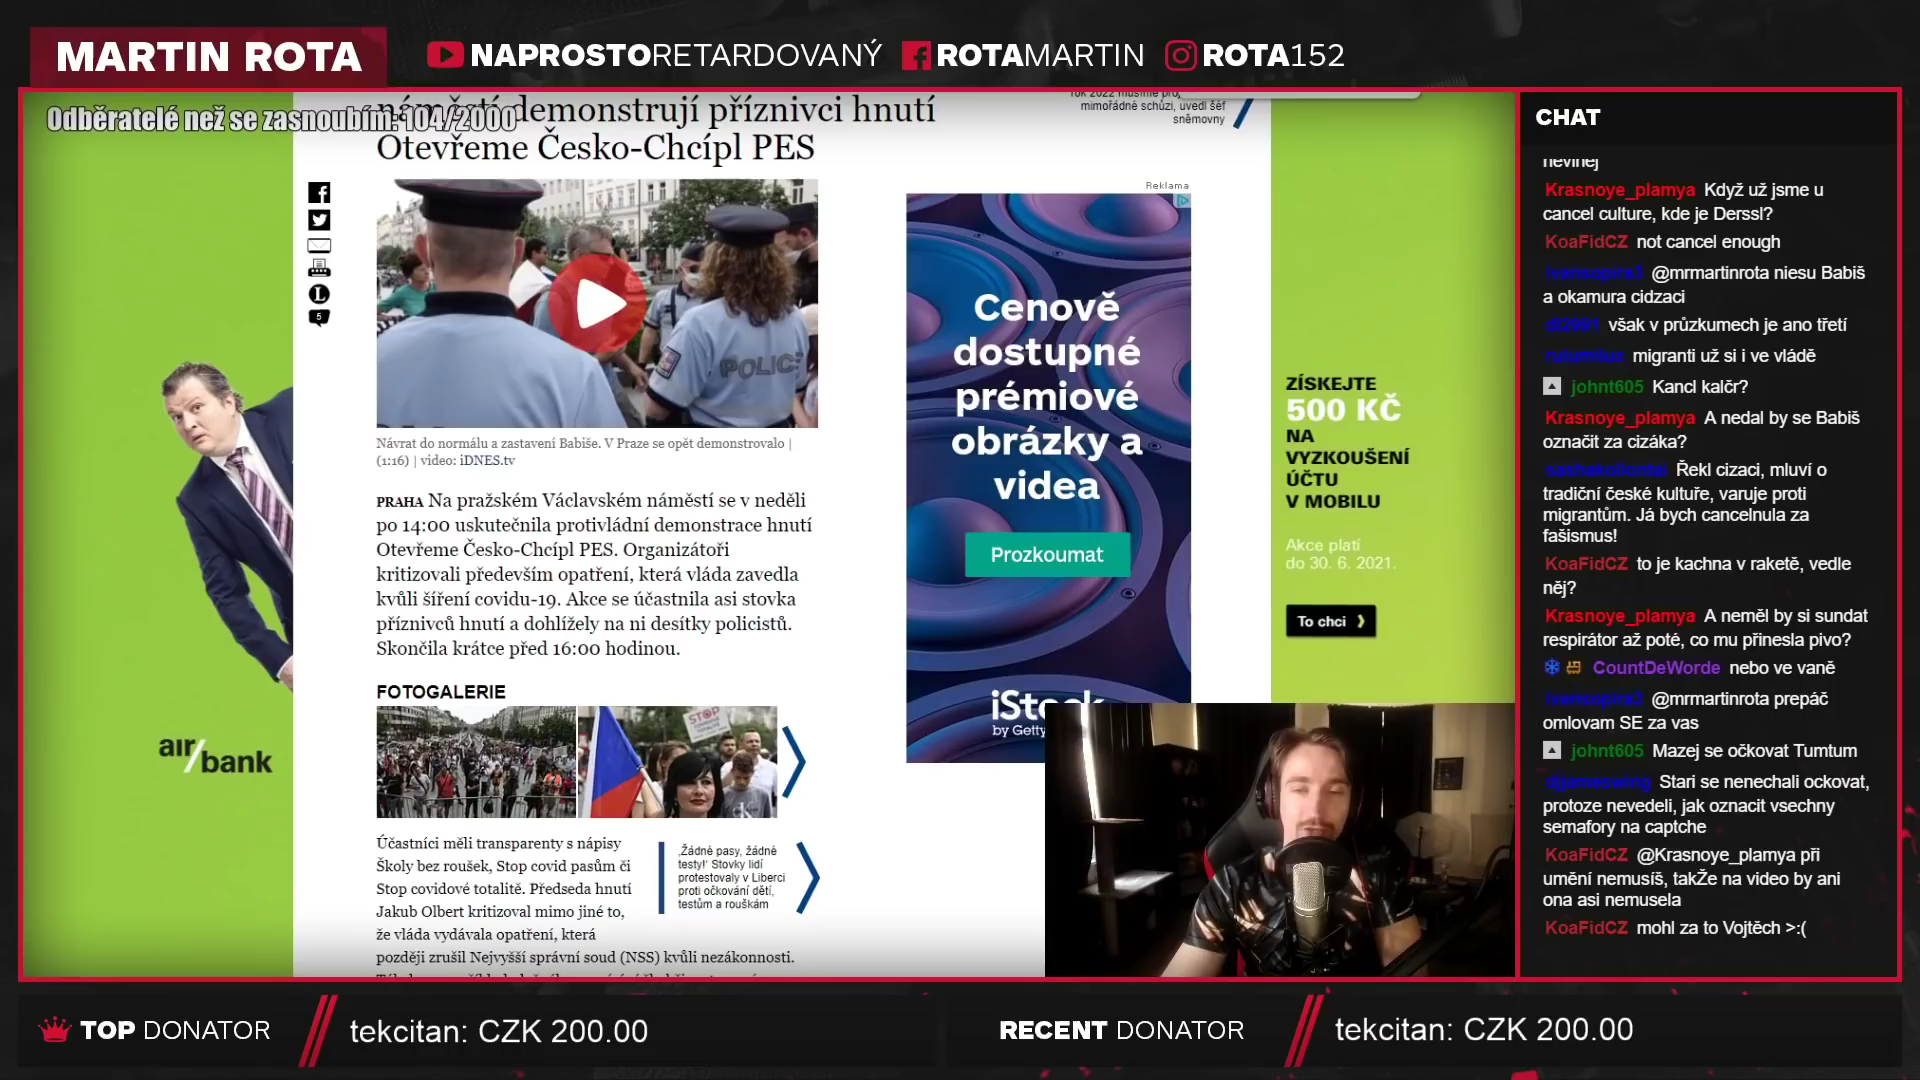 MARTIN ROTA
NAPROSTORETARDOVANÝ
ROTAMARTIN
ROTA152
Odběratelé než se zasnoubím: 104/2000
náměstí demonstrují příznivci hnutí
Otevřeme Česko-Chcípl PES
mimořádné schůzi, uvedl šéf
sněmovny
5
POLICI
Návrat do normálu a zastavení Babiše. V Praze se opět demonstrovalo |
(1:16) | video: iDNES.tv
PRAHA Na pražském Václavském náměstí se v neděli
po 14:00 uskutečnila protivládní demonstrace hnutí
Otevřeme Česko-Chcípl PES. Organizátoři
kritizovali především opatření, která vláda zavedla
kvůli šíření covidu-19. Akce se účastnila asi stovka
příznivců hnutí a dohlížely na ni desítky policistů.
Skončila krátce před 16:00 hodinou.
FOTOGALERIE
STOP
Účastníci měli transparenty s nápisy
Školy bez roušek, Stop covid pasům či
Stop covidové totalitě. Předseda hnutí
Jakub Olbert kritizoval mimo jiné to,
že vláda vydávala opatření, která
později zrušil Nejvyšší správní soud (NSS) kvůli nezákonnosti.
‚Žádné pasy, žádné
testy!‘ Stovky lidí
protestovaly v Liberci
proti očkování dětí,
testům a rouškám
air/bank
Reklama
Cenově
dostupné
prémiové
obrázky a
videa
Prozkoumat
iStock
by Getty
ZÍSKEJTE
500 KČ
NA
VYZKOUŠENÍ
ÚČTU
V MOBILU
Akce platí
do 30. 6. 2021.
To chci
CHAT
nevinej
Krasnoye_plamya Když už jsme u
cancel culture, kde je Derssl?
KoaFidCZ not cancel enough
ivansopira3 @mrmartinrota niesu Babiš
a okamura cidzaci
však v průzkumech je ano třetí
migranti už si i ve vládě
johnt605 Kancl kalčr?
Krasnoye_plamya A nedal by se Babiš
označit za cizáka?
sashakollontai Řekl cizaci, mluví o
tradiční české kultuře, varuje proti
migrantům. Já bych cancelnula za
fašismus!
KoaFidCZ to je kachna v raketě, vedle
něj?
Krasnoye_plamya A neměl by si sundat
respirátor až poté, co mu přinesla pivo?
CountDeWorde nebo ve vaně
ivansopira3 @mrmartinrota prepáč
omlovam SE za vas
johnt605 Mazej se očkovat Tumtum
djjameswing Stari se nenechali ockovat,
protoze nevedeli, jak oznacit vsechny
semafory na captche
KoaFidCZ @Krasnoye_plamya při
umění nemusíš, takŽe na video by ani
ona asi nemusela
KoaFidCZ mohl za to Vojtěch >:(
TOP DONATOR
tekcitan: CZK 200.00
RECENT DONATOR
tekcitan: CZK 200.00